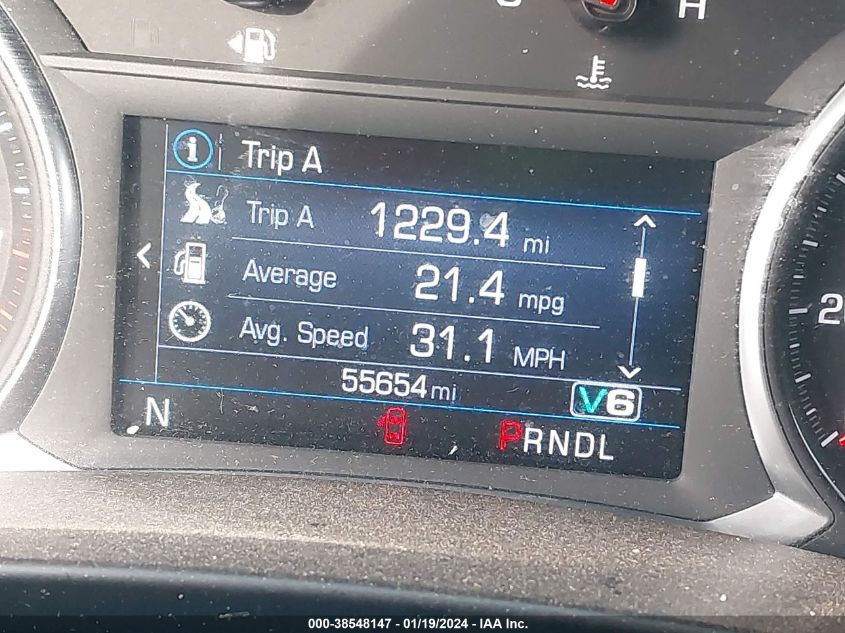 H
Trip A
Trip A 1229.4 mi
Average 21.4 mpg
Avg. Speed 31.1 MPH
55654 mi V6
N PRNDL
000-38548147 - 01/19/2024 - IAA Inc.